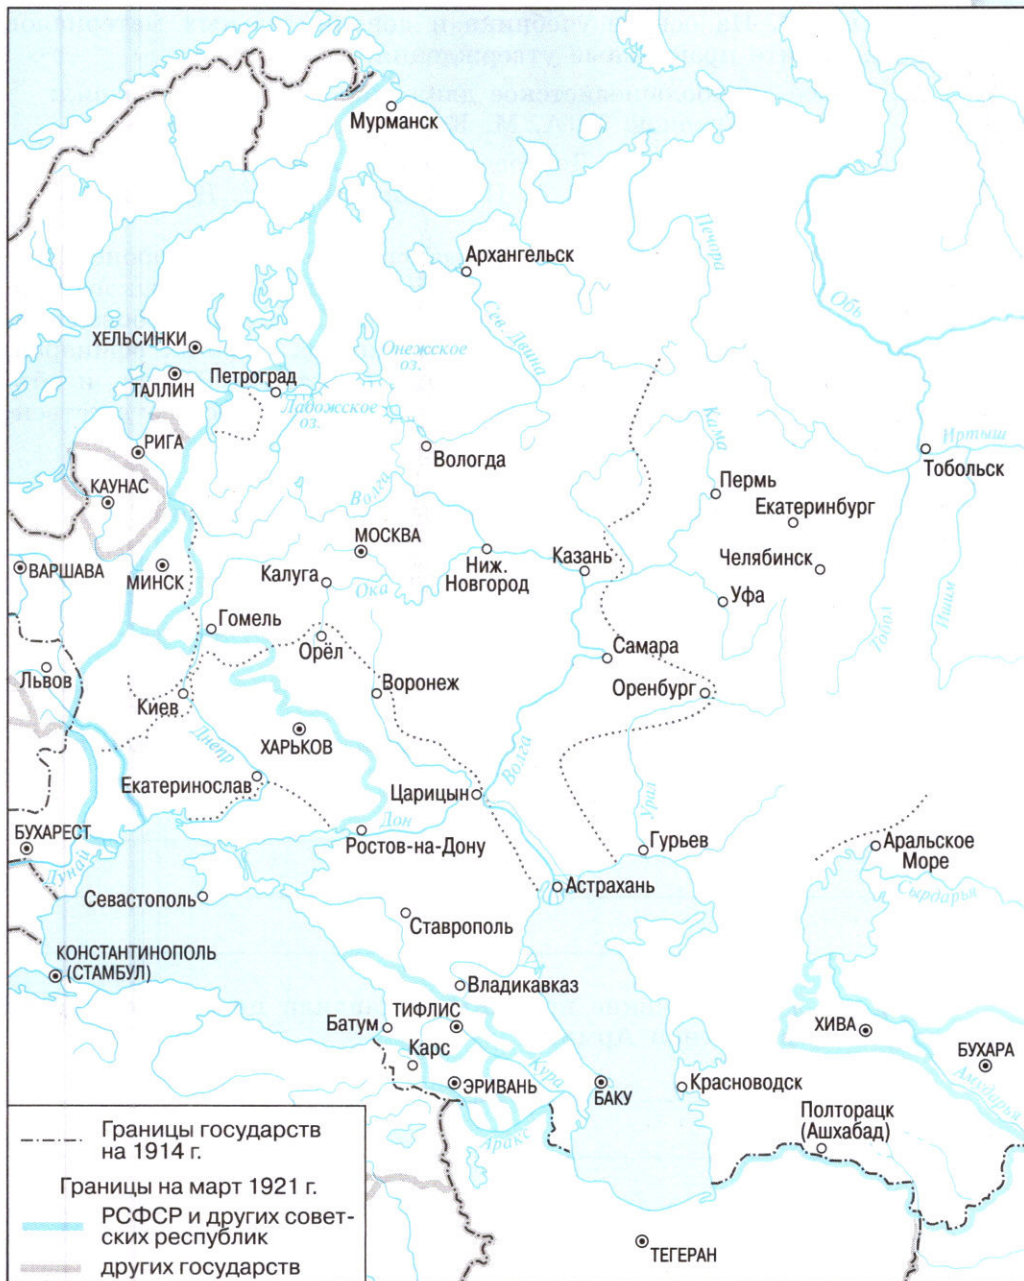 Мурманск
Печора
Архангельск
Обь
Сев. Двина
ХЕЛЬСИНКИ
Онежское
оз.
ТАЛЛИН
Петроград
Ладожское
оз.
Кама
Иртыш
РИГА
Вологда
Тобольск
КАУНАС
Волга
Пермь
Екатеринбург
МОСКВА
ВАРШАВА
МИНСК
Калуга
Ока
Ниж.
Новгород
Казань
Челябинск
Уфа
Тобол
Ишим
Гомель
Орёл
Самара
Львов
Киев
Воронеж
Оренбург
Днепр
ХАРЬКОВ
Волга
Екатеринослав
Царицын
Урал
Дон
БУХАРЕСТ
Ростов-на-Дону
Гурьев
Аральское
Море
Дунай
Астрахань
Сырдарья
Севастополь
Ставрополь
КОНСТАНТИНОПОЛЬ
(СТАМБУЛ)
Владикавказ
Батум
ТИФЛИС
ХИВА
БУХАРА
Карс
Кура
ЭРИВАНЬ
БАКУ
Красноводск
Амударья
Аракс
Полторацк
(Ашхабад)
ТЕГЕРАН
Границы государств
на 1914 г.
Границы на март 1921 г.
РСФСР и других совет-
ских республик
других государств